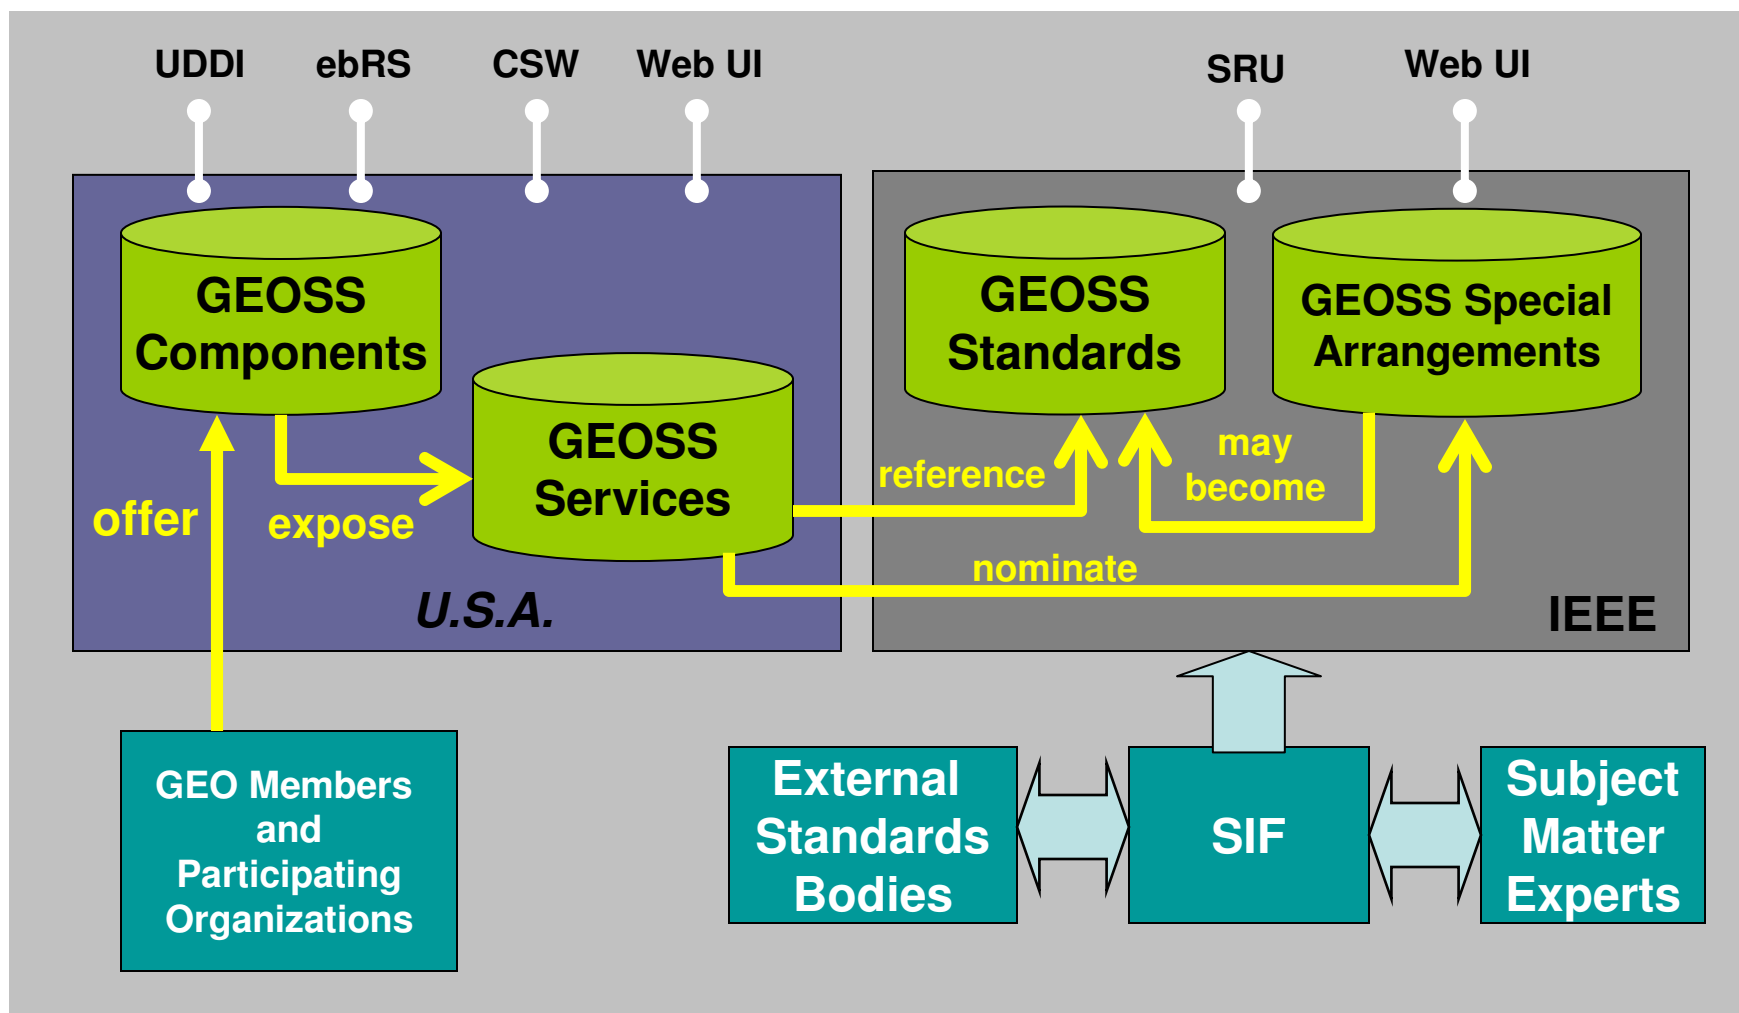 UDDI
ebRS
CSW
Web UI
SRU
Web UI
GEOSS
Components
GEOSS
Services
offer
expose
U.S.A.
GEOSS
Standards
GEOSS Special
Arrangements
reference
may
become
nominate
IEEE
GEO Members
and
Participating
Organizations
External
Standards
Bodies
SIF
Subject
Matter
Experts